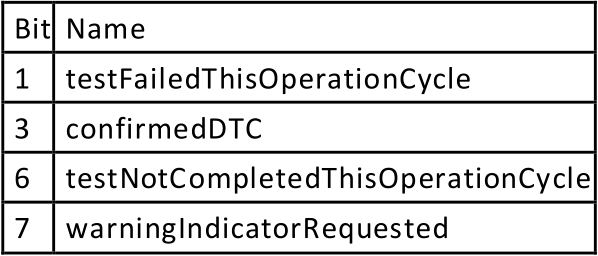 Bit Name
1 testFailedThisOperationCycle
3 confirmedDTC
6 testNotCompletedThisOperationCycle
7 warningIndicatorRequested